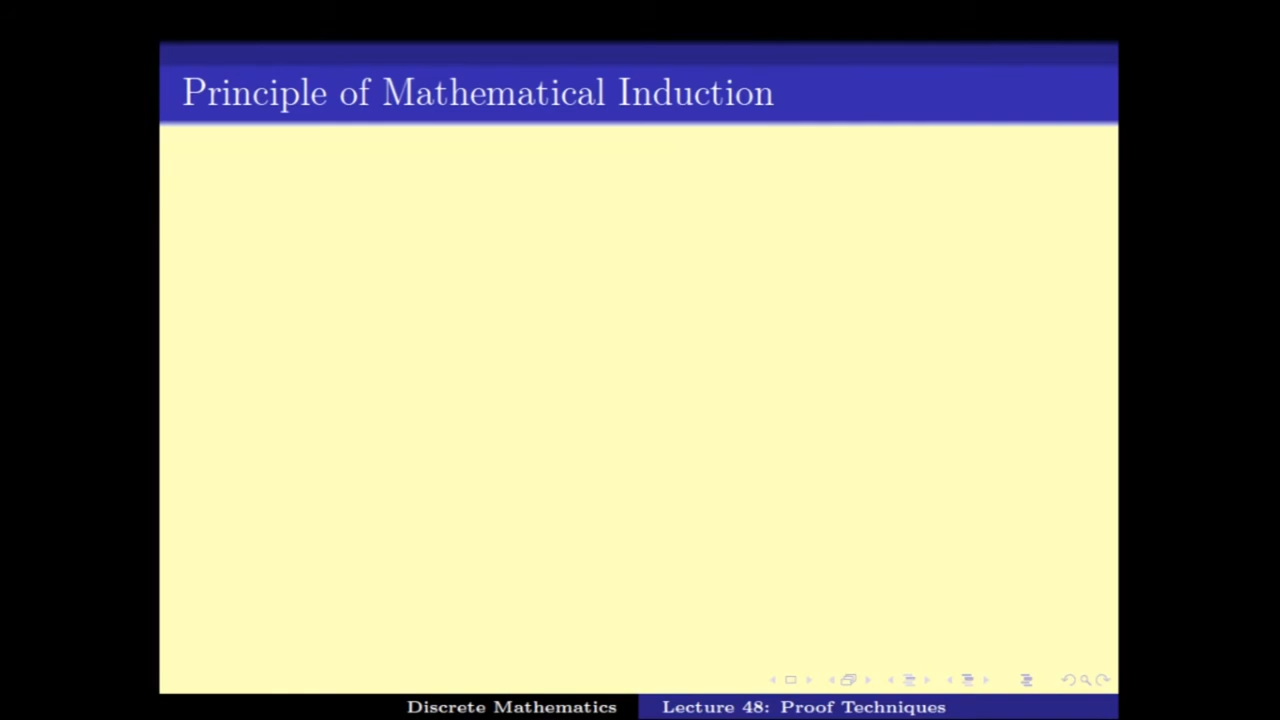 Principle of Mathematical Induction
Discrete Mathematics
Lecture 48: Proof Techniques